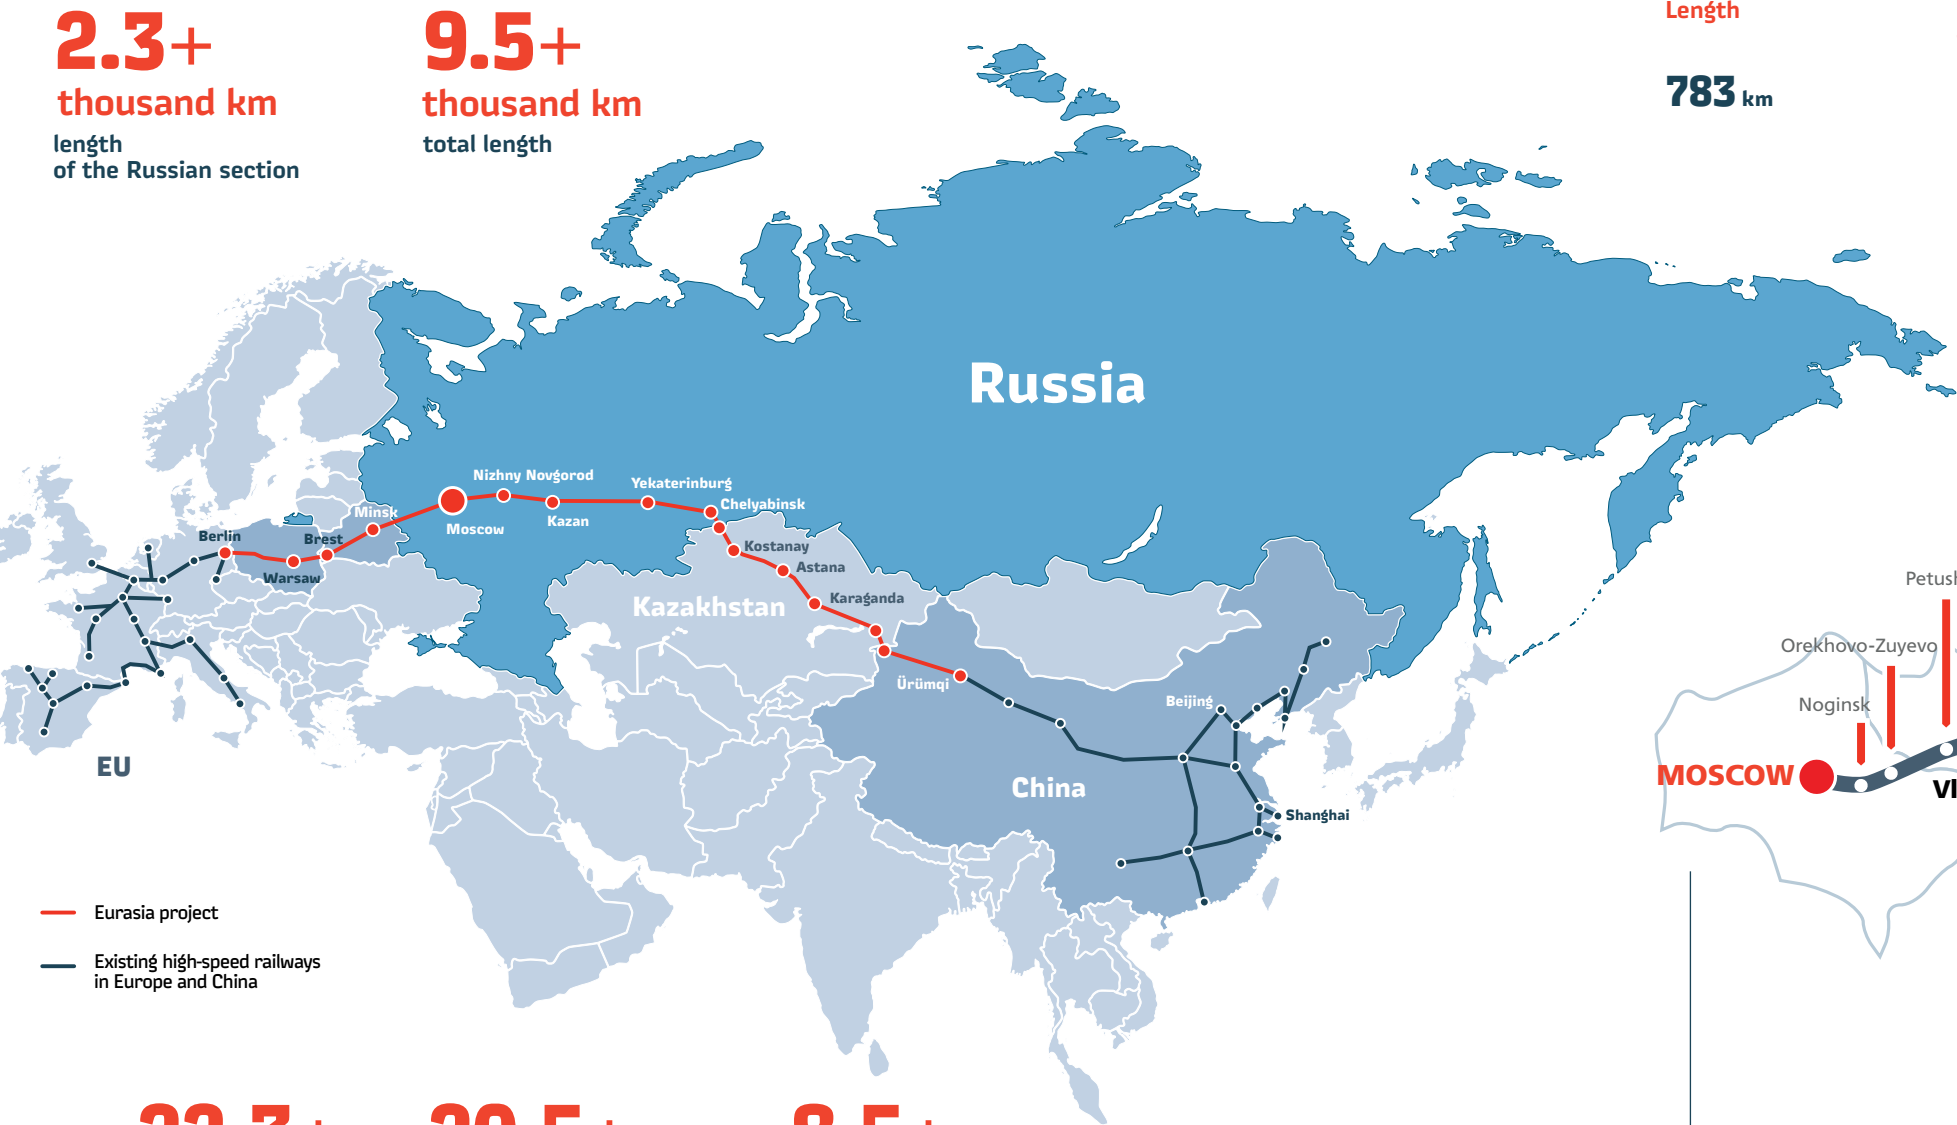 2.3+
thousand km
length
of the Russian section
9.5+
thousand km
total length
Length
783 km
Russia
Nizhny Novgorod
Yekaterinburg
Chelyabinsk
Minsk
Moscow
Kazan
Berlin
Brest
Warsaw
Kostanay
Astana
Karaganda
Kazakhstan
Ürümqi
Beijing
China
Shanghai
EU
Eurasia project
Existing high-speed railways
in Europe and China
Orekhovo-Zuyevo
Noginsk
MOSCOW